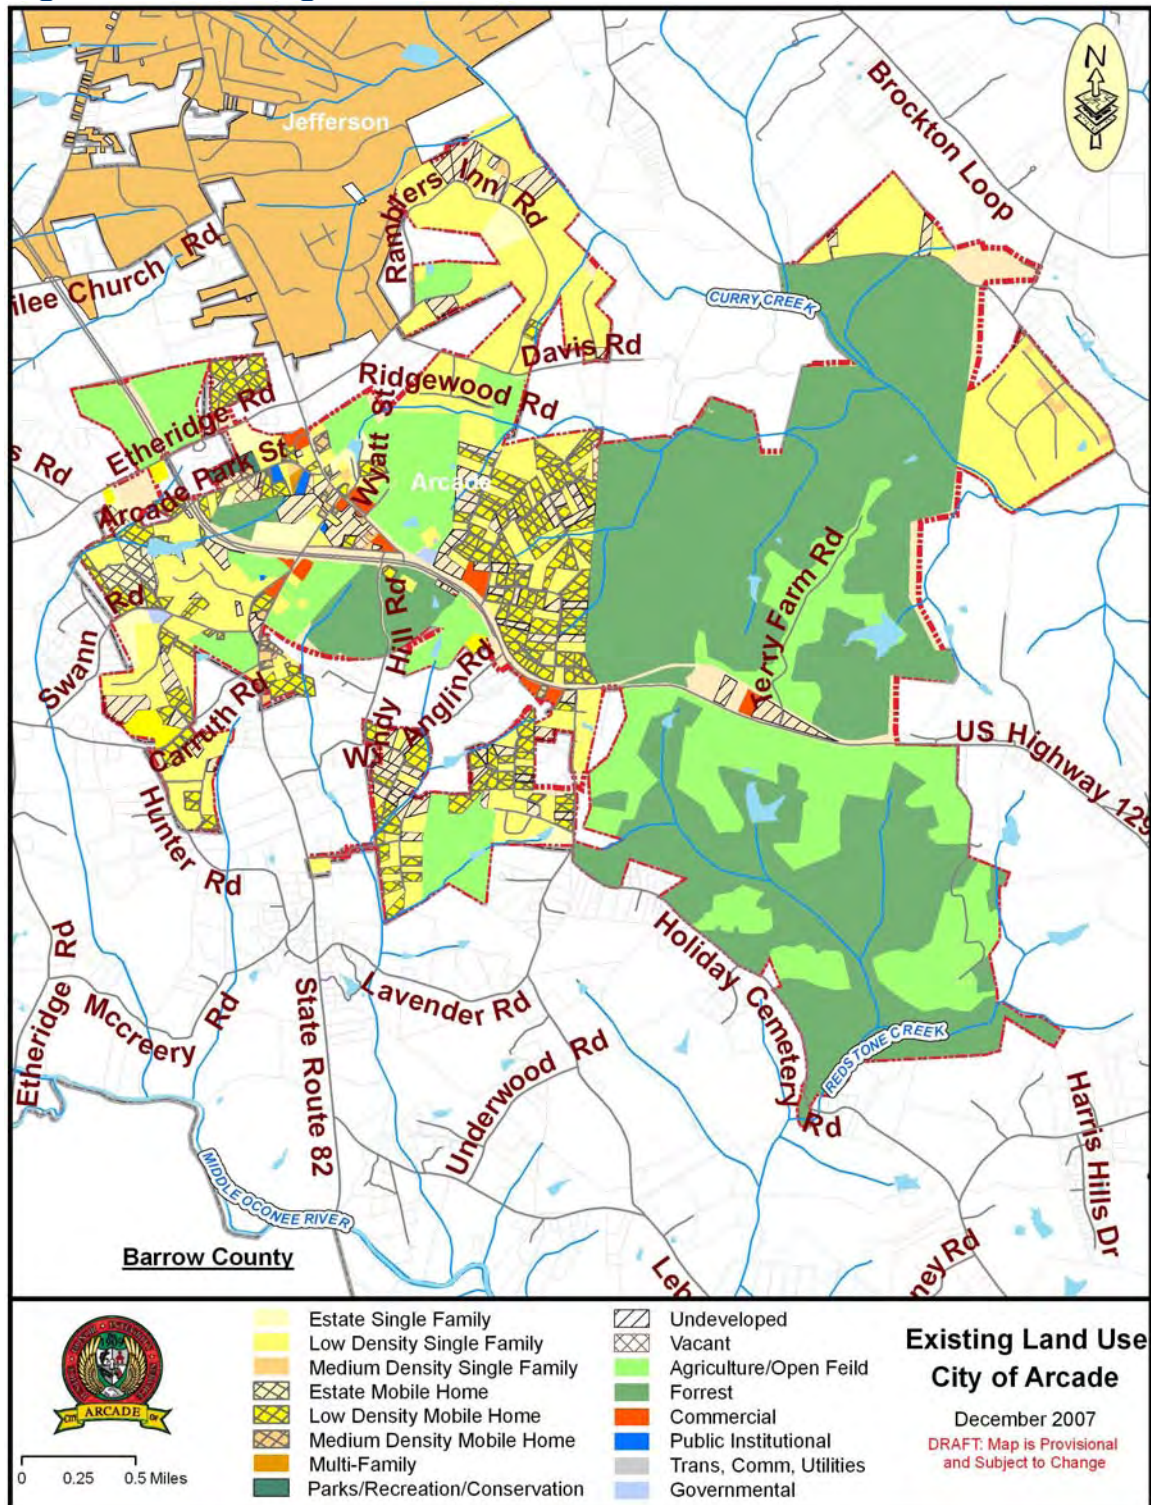 N
Brockton Loop
Jefferson
Ramblers Inn Rd
ilee Church Rd
CURRY CREEK
Davis Rd
Ridgewood Rd
Etheridge Rd
Wyatt St
s Rd
Arcade Park St
Arcade
erry Farm Rd
Swann Rd
Windy Hill Rd
Anglin Rd
Carruth Rd
US Highway 129
Hunter Rd
Holiday Cemetery Rd
Etheridge Rd
Mccreery Rd
State Route 82
Lavender Rd
Underwood Rd
REDSTONE CREEK
Harris Hills Dr
MIDDLE OCONEE RIVER
Barrow County
Leb
ney Rd
CITY OF
ARCADE
0 0.25 0.5 Miles
Estate Single Family
Low Density Single Family
Medium Density Single Family
Estate Mobile Home
Low Density Mobile Home
Medium Density Mobile Home
Multi-Family
Parks/Recreation/Conservation
Undeveloped
Vacant
Agriculture/Open Feild
Forrest
Commercial
Public Institutional
Trans, Comm, Utilities
Governmental
Existing Land Use
City of Arcade
December 2007
DRAFT: Map is Provisional
and Subject to Change